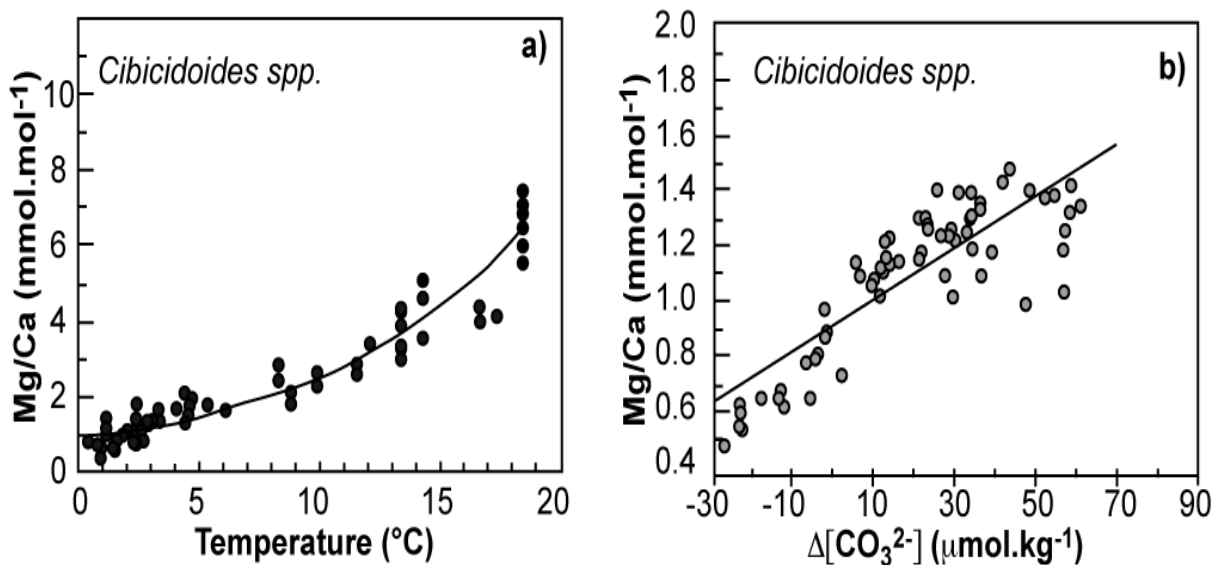 a)
Cibicidoides spp.
Mg/Ca (mmol.mol-1)
10
8
6
4
2
0
0 5 10 15 20
Temperature (°C)
b)
Cibicidoides spp.
Mg/Ca (mmol.mol-1)
2.0
1.8
1.6
1.4
1.2
1.0
0.8
0.6
0.4
-30 -10 10 30 50 70 90
Δ[CO₃²⁻] (μmol.kg-1)